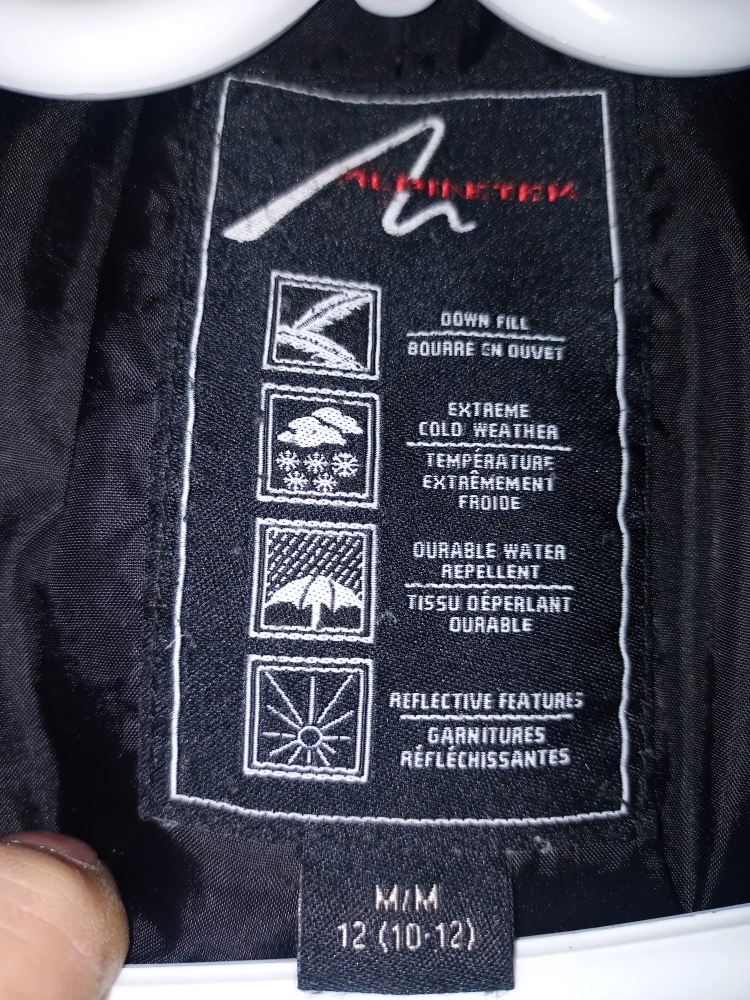 ALPINETEK
DOWN FILL
BOURRE EN DUVET
EXTREME
COLD WEATHER
TEMPÉRATURE
EXTRÊMEMENT
FROIDE
DURABLE WATER
REPELLENT
TISSU DÉPERLANT
DURABLE
REFLECTIVE FEATURES
GARNITURES
RÉFLÉCHISSANTES
M/M
12 (10-12)